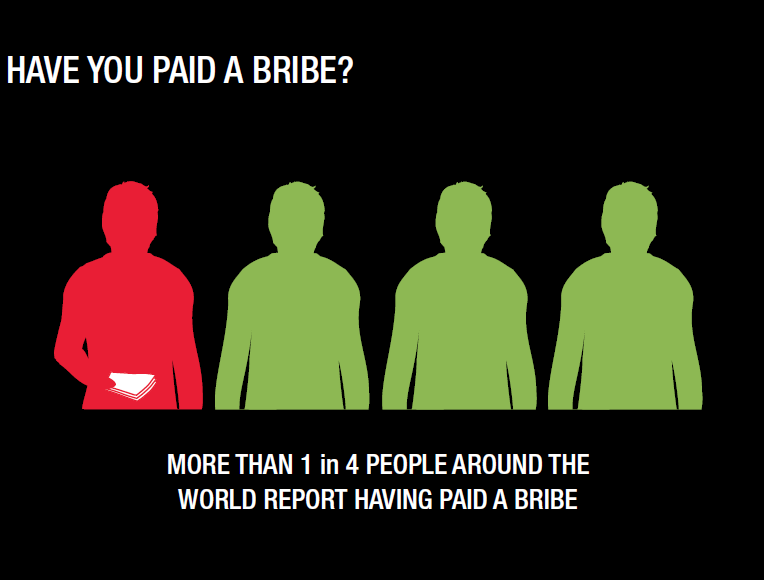 HAVE YOU PAID A BRIBE?
MORE THAN 1 in 4 PEOPLE AROUND THE
WORLD REPORT HAVING PAID A BRIBE